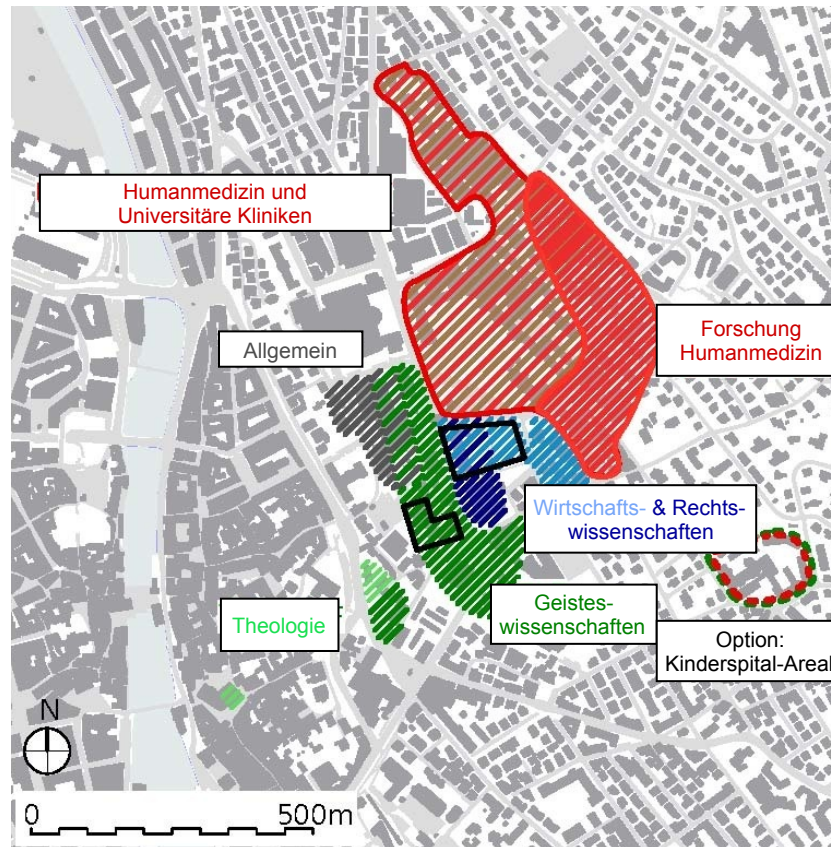 Humanmedizin und
Universitäre Kliniken
Forschung
Humanmedizin
Allgemein
Wirtschafts- & Rechts-
wissenschaften
Geistes-
wissenschaften
Theologie
Option:
Kinderspital-Areal
N
0 500m